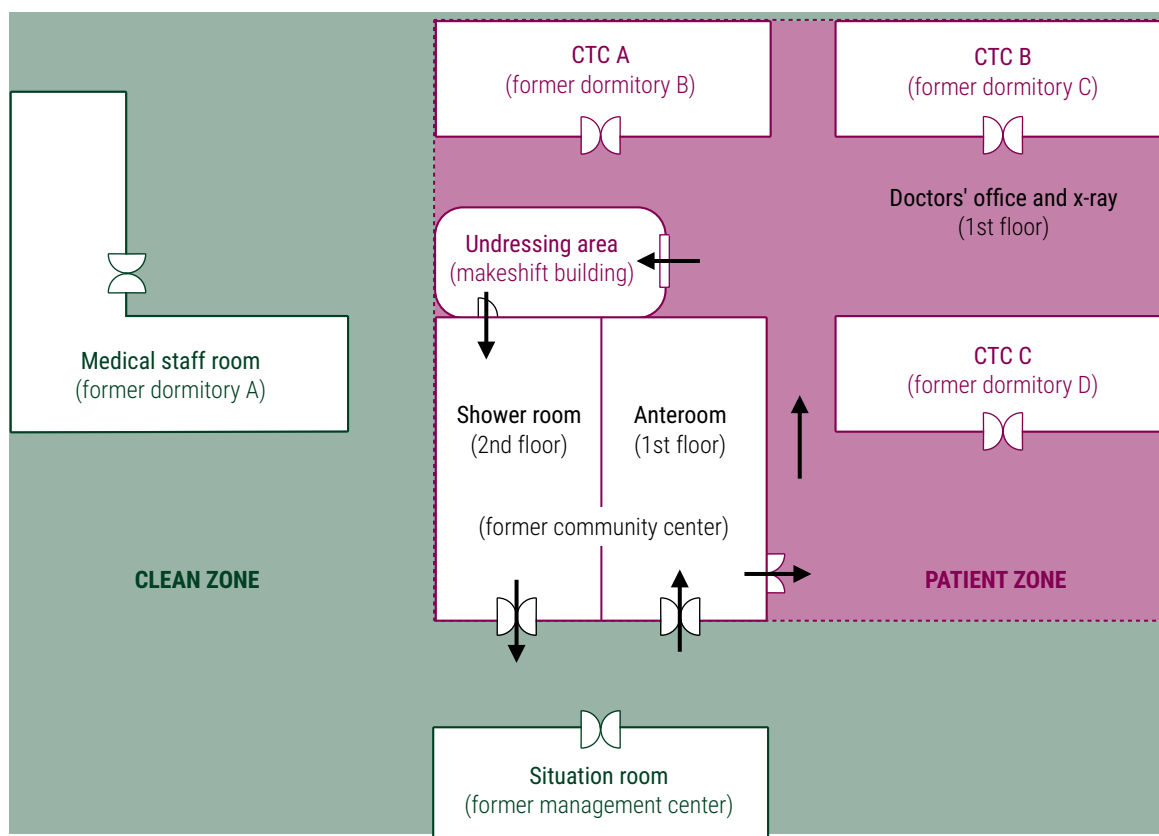 CTC A
(former dormitory B)
CTC B
(former dormitory C)
Doctors' office and x-ray
(1st floor)
Undressing area
(makeshift building)
Medical staff room
(former dormitory A)
CTC C
(former dormitory D)
Shower room
(2nd floor)
Anteroom
(1st floor)
(former community center)
CLEAN ZONE
PATIENT ZONE
Situation room
(former management center)